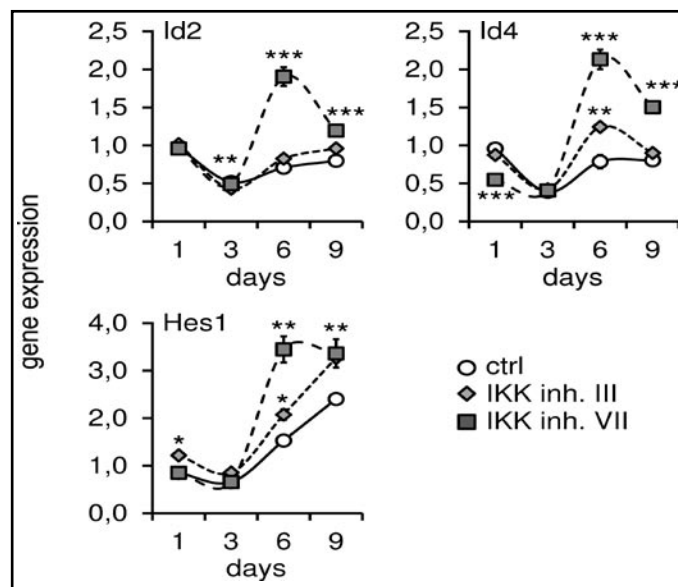 gene expression
Id2
2,5
2,0
1,5
1,0
0,5
0,0
*** 
***
**
1 3 6 9
days
Id4
2,5
2,0
1,5
1,0
0,5
0,0
***
***
**
***
1 3 6 9
days
Hes1
4,0
3,0
2,0
1,0
0,0
** **
*
*
1 3 6 9
days
ctrl
IKK inh. III
IKK inh. VII